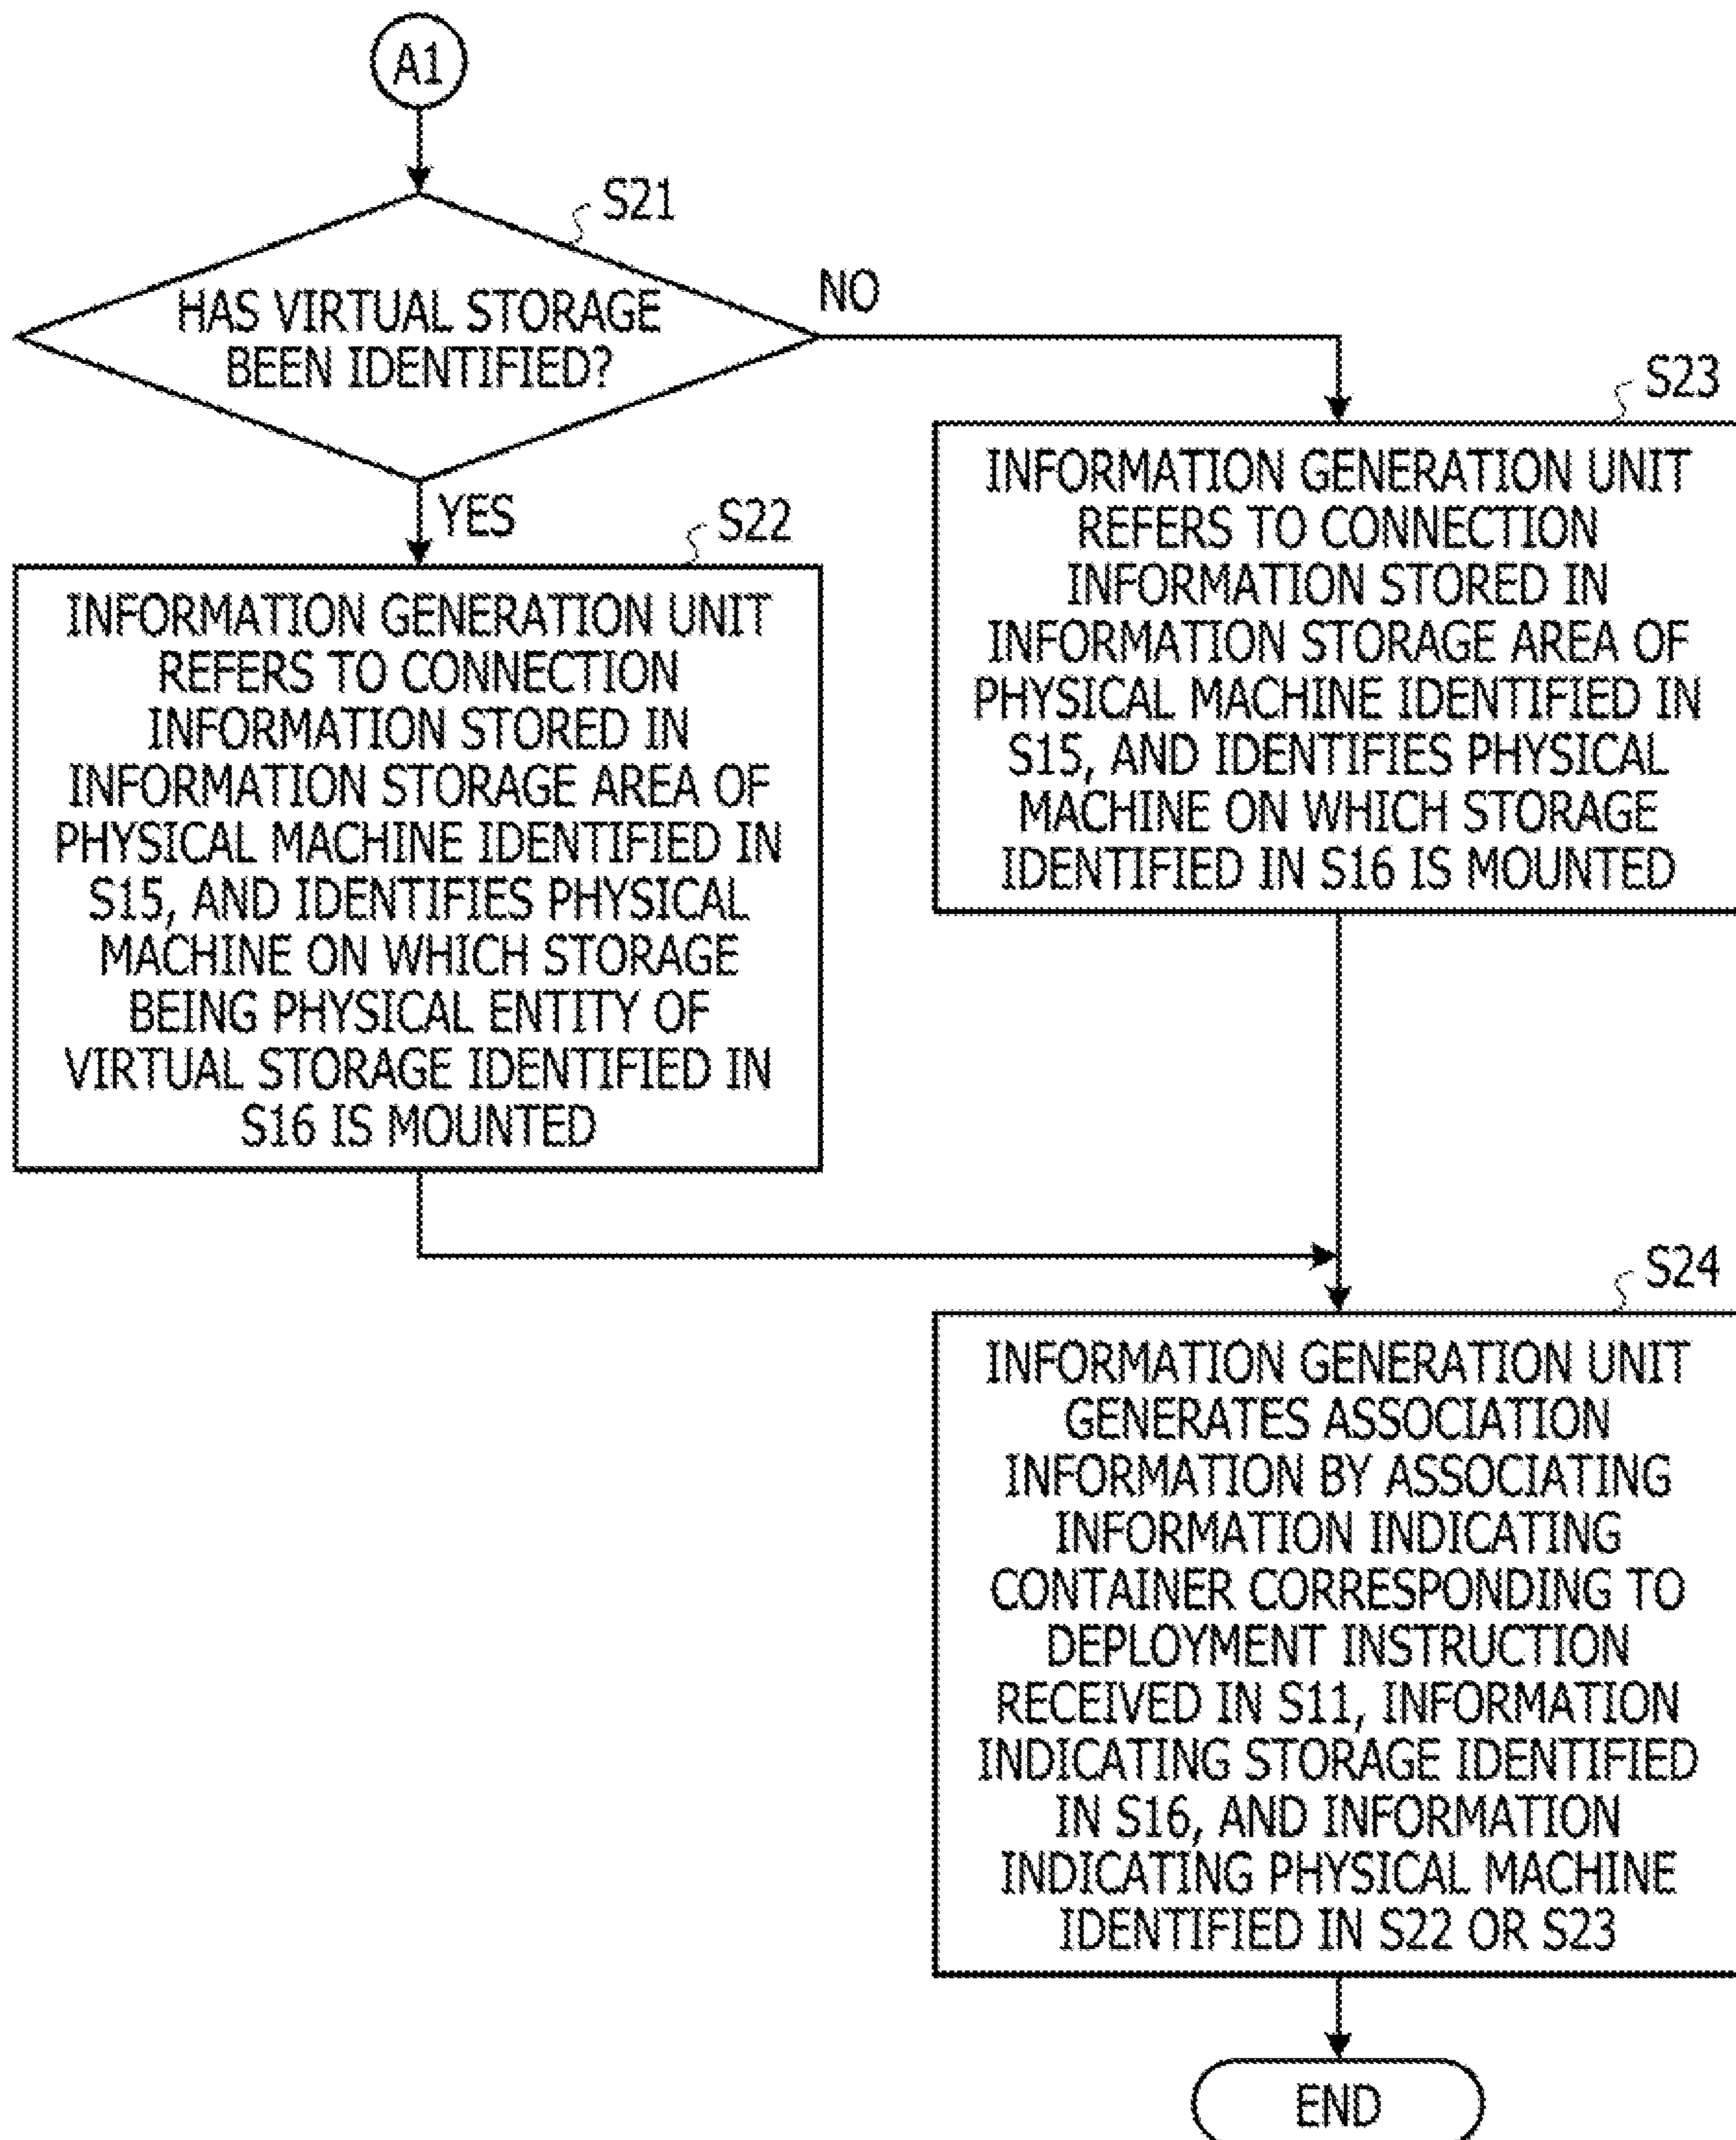 A1
S21
HAS VIRTUAL STORAGE
BEEN IDENTIFIED?
NO
YES
S22
INFORMATION GENERATION UNIT
REFERS TO CONNECTION
INFORMATION STORED IN
INFORMATION STORAGE AREA OF
PHYSICAL MACHINE IDENTIFIED IN
S15, AND IDENTIFIES PHYSICAL
MACHINE ON WHICH STORAGE
BEING PHYSICAL ENTITY OF
VIRTUAL STORAGE IDENTIFIED IN
S16 IS MOUNTED
S23
INFORMATION GENERATION UNIT
REFERS TO CONNECTION
INFORMATION STORED IN
INFORMATION STORAGE AREA OF
PHYSICAL MACHINE IDENTIFIED IN
S15, AND IDENTIFIES PHYSICAL
MACHINE ON WHICH STORAGE
IDENTIFIED IN S16 IS MOUNTED
S24
INFORMATION GENERATION UNIT
GENERATES ASSOCIATION
INFORMATION BY ASSOCIATING
INFORMATION INDICATING
CONTAINER CORRESPONDING TO
DEPLOYMENT INSTRUCTION
RECEIVED IN S11, INFORMATION
INDICATING STORAGE IDENTIFIED
IN S16, AND INFORMATION
INDICATING PHYSICAL MACHINE
IDENTIFIED IN S22 OR S23
END